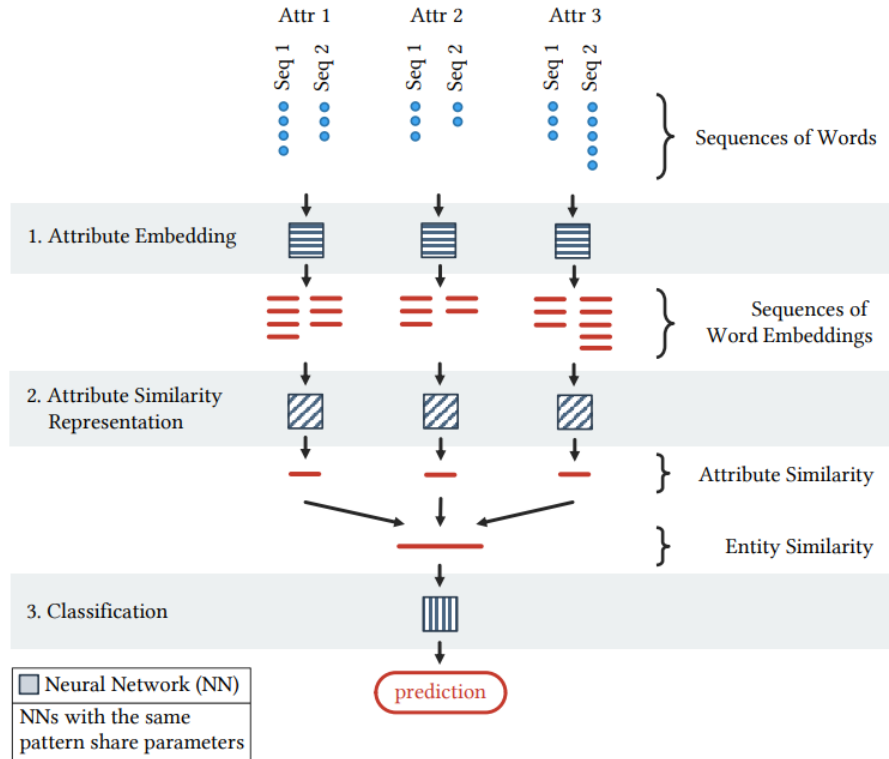 Attr 1
Attr 2
Attr 3
Seq 1
Seq 2
Seq 1
Seq 2
Seq 1
Seq 2
Sequences of Words
1. Attribute Embedding
Sequences of
Word Embeddings
2. Attribute Similarity
Representation
Attribute Similarity
Entity Similarity
3. Classification
prediction
Neural Network (NN)
NNs with the same
pattern share parameters